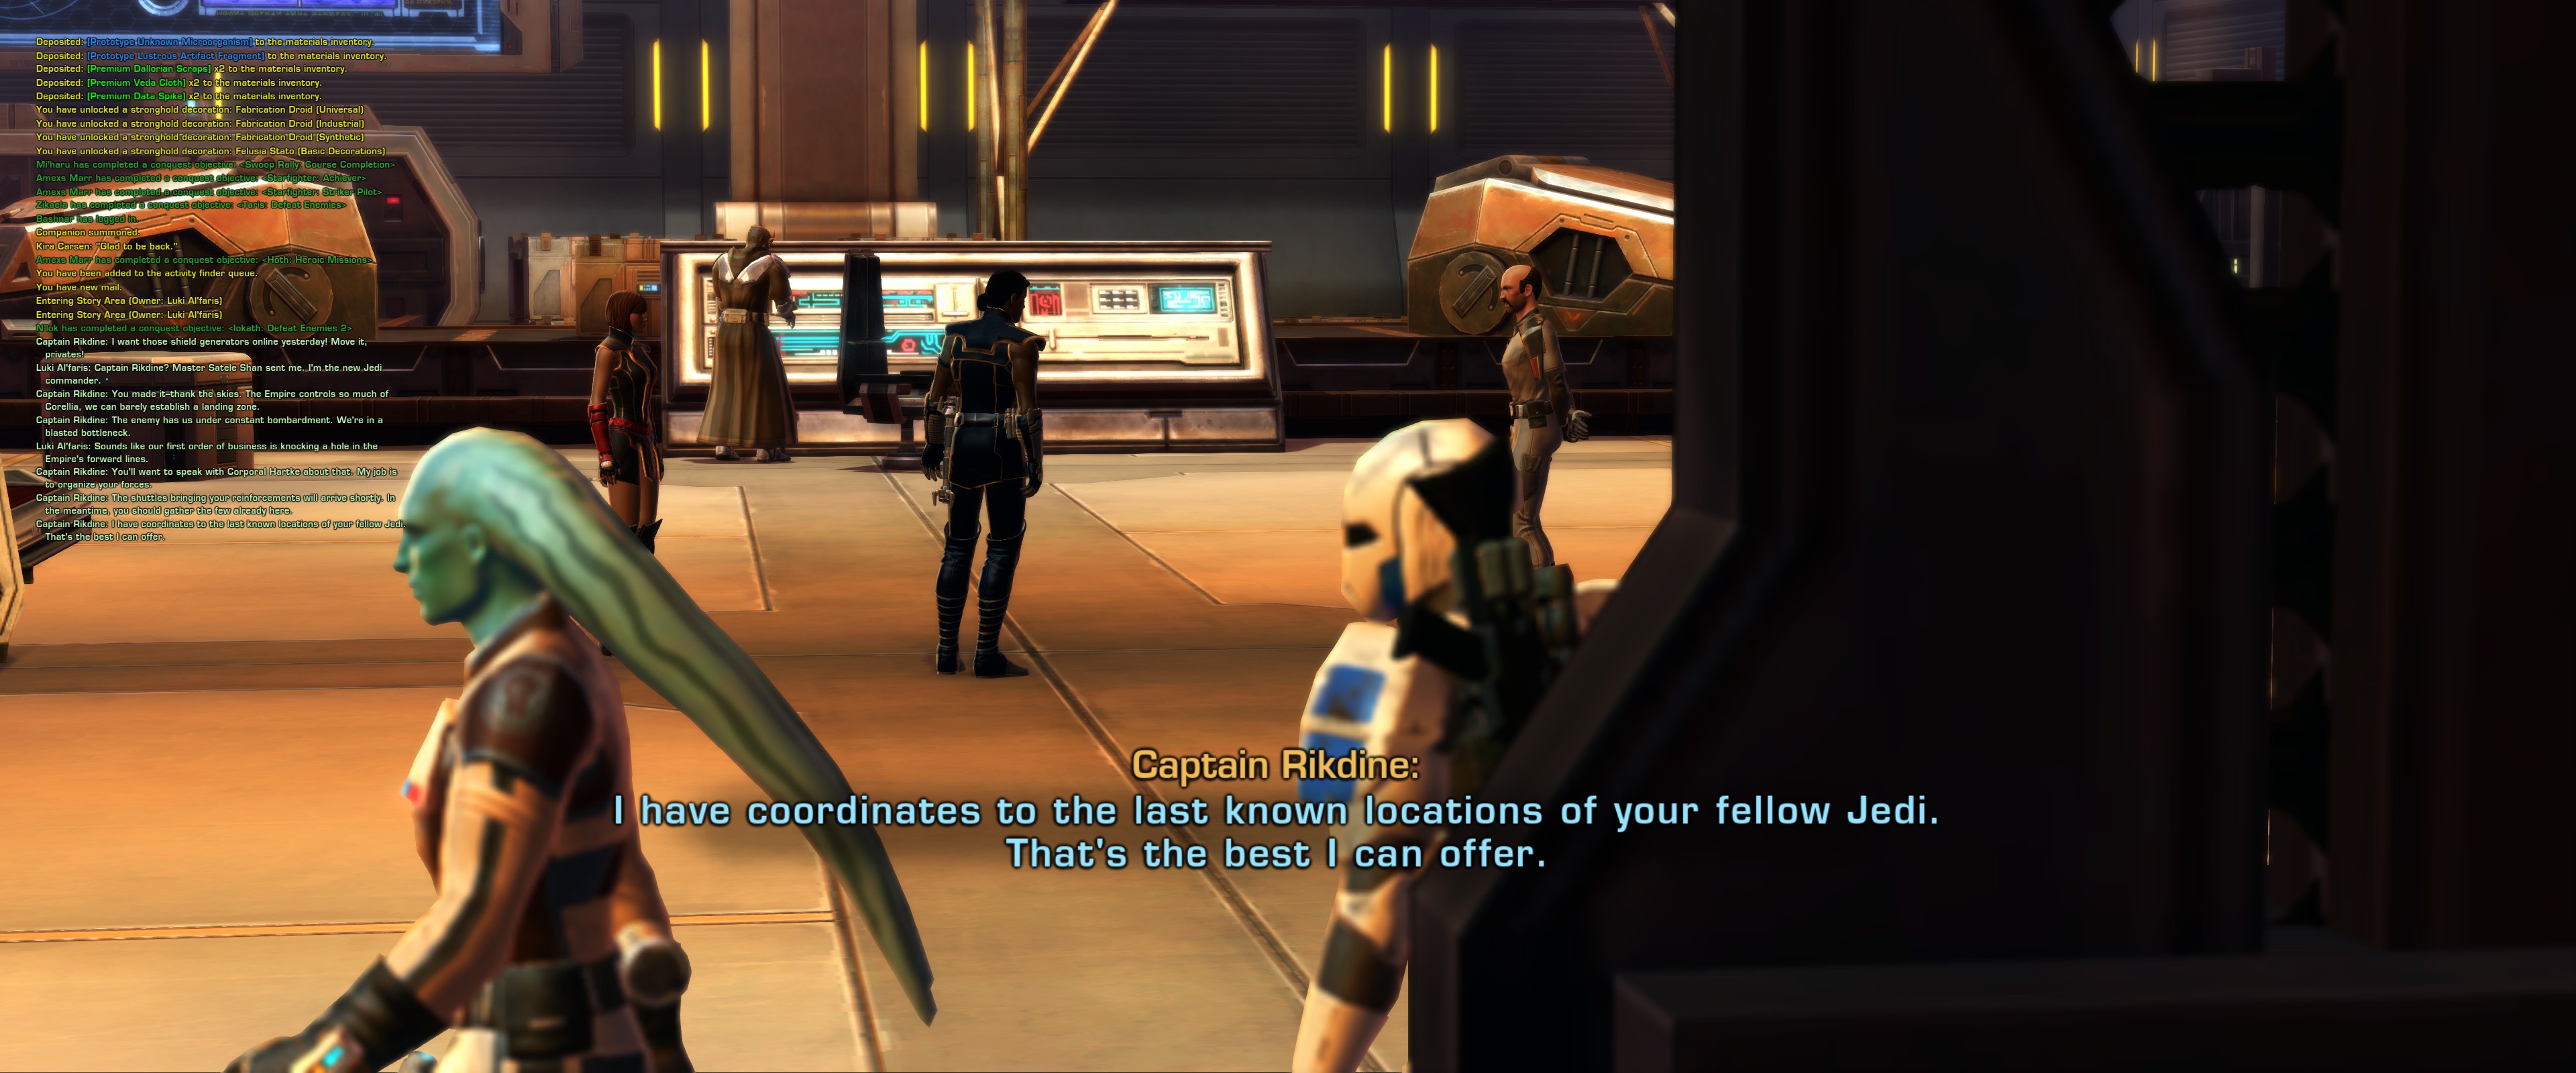 Deposited: [Prototype Unknown Microorganism] to the materials inventory.
Deposited: [Prototype Lustrous Artifact Fragment] to the materials inventory.
Deposited: [Premium Dallorian Scraps] x2 to the materials inventory.
Deposited: [Premium Veda Cloth] x2 to the materials inventory.
Deposited: [Premium Data Spike] x2 to the materials inventory.
You have unlocked a stronghold decoration: Fabrication Droid (Universal)
You have unlocked a stronghold decoration: Fabrication Droid (Industrial)
You have unlocked a stronghold decoration: Fabrication Droid (Synthetic)
You have unlocked a stronghold decoration: Felusia Stato (Basic Decorations)
Mi'haru has completed a conquest objective: <Swoop Rally: Course Completion>
Amexs Marr has completed a conquest objective: <Starfighter: Achiever>
Amexs Marr has completed a conquest objective: <Starfighter: Striker Pilot>
Zikaela has completed a conquest objective: <Taris: Defeat Enemies>
has logged in.
Companion summoned.
Kira Carsen: "Glad to be back."
Amexs Marr has completed a conquest objective: <Hoth: Heroic Missions>
You have been added to the activity finder queue.
You have new mail.
Entering Story Area (Owner: Luki Al'faris)
Entering Story Area (Owner: Luki Al'faris)
has completed a conquest objective: <Iokath: Defeat Enemies 2>
Captain Rikdine: I want those shield generators online yesterday! Move it,
privates!
Luki Al'faris: Captain Rikdine? Master Satele Shan sent me. I'm the new Jedi
commander.
Captain Rikdine: You made it–thank the skies. The Empire controls so much of
Corellia, we can barely establish a landing zone.
Captain Rikdine: The enemy has us under constant bombardment. We're in a
blasted bottleneck.
Luki Al'faris: Sounds like our first order of business is knocking a hole in the
Empire's forward lines.
Captain Rikdine: You'll want to speak with Corporal Hartke about that. My job is
to organize your forces.
Captain Rikdine: The shuttles bringing your reinforcements will arrive shortly. In
the meantime, you should gather the few already here.
Captain Rikdine: I have coordinates to the last known locations of your fellow Jedi.
That's the best I can offer.
Captain Rikdine:
I have coordinates to the last known locations of your fellow Jedi.
That's the best I can offer.